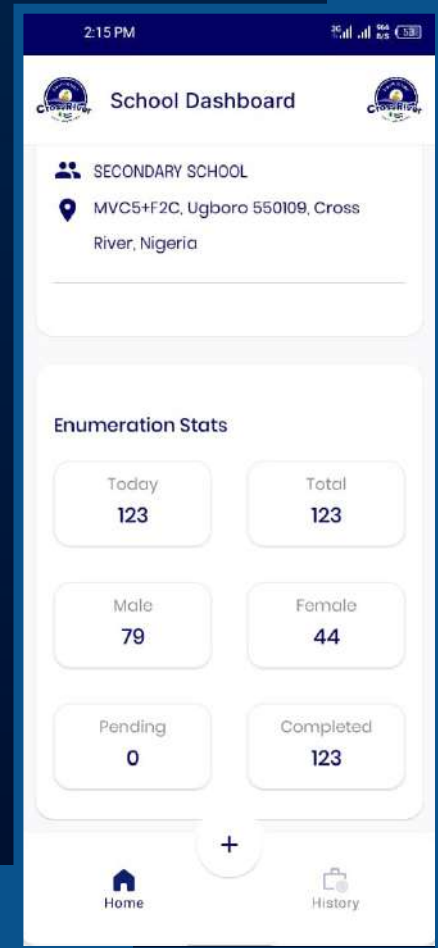 2:15 PM
School Dashboard
SECONDARY SCHOOL
MVC5+F2C, Ugboro 550109, Cross
River, Nigeria
Enumeration Stats
Today Total
123 123
Male Female
79 44
Pending Completed
0 123
+
Home History